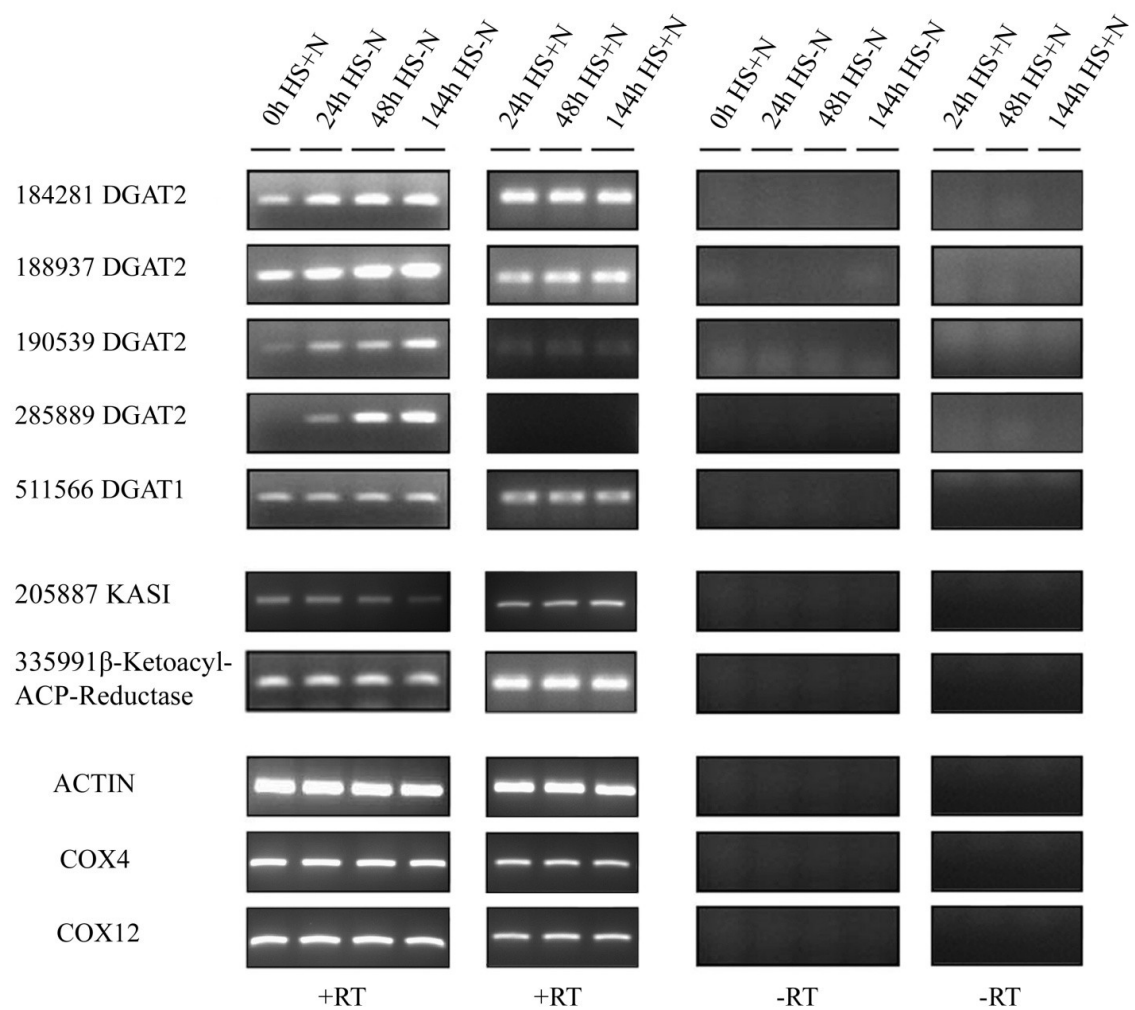 0h HS+N 24h HS-N 48h HS-N 144h HS-N 24h HS+N 48h HS+N 144h HS+N 0h HS+N 24h HS-N 48h HS-N 144h HS-N 24h HS+N 48h HS+N 144h HS+N
184281 DGAT2
188937 DGAT2
190539 DGAT2
285889 DGAT2
511566 DGAT1
205887 KASI
335991β-Ketoacyl-
ACP-Reductase
ACTIN
COX4
COX12
+RT +RT -RT -RT